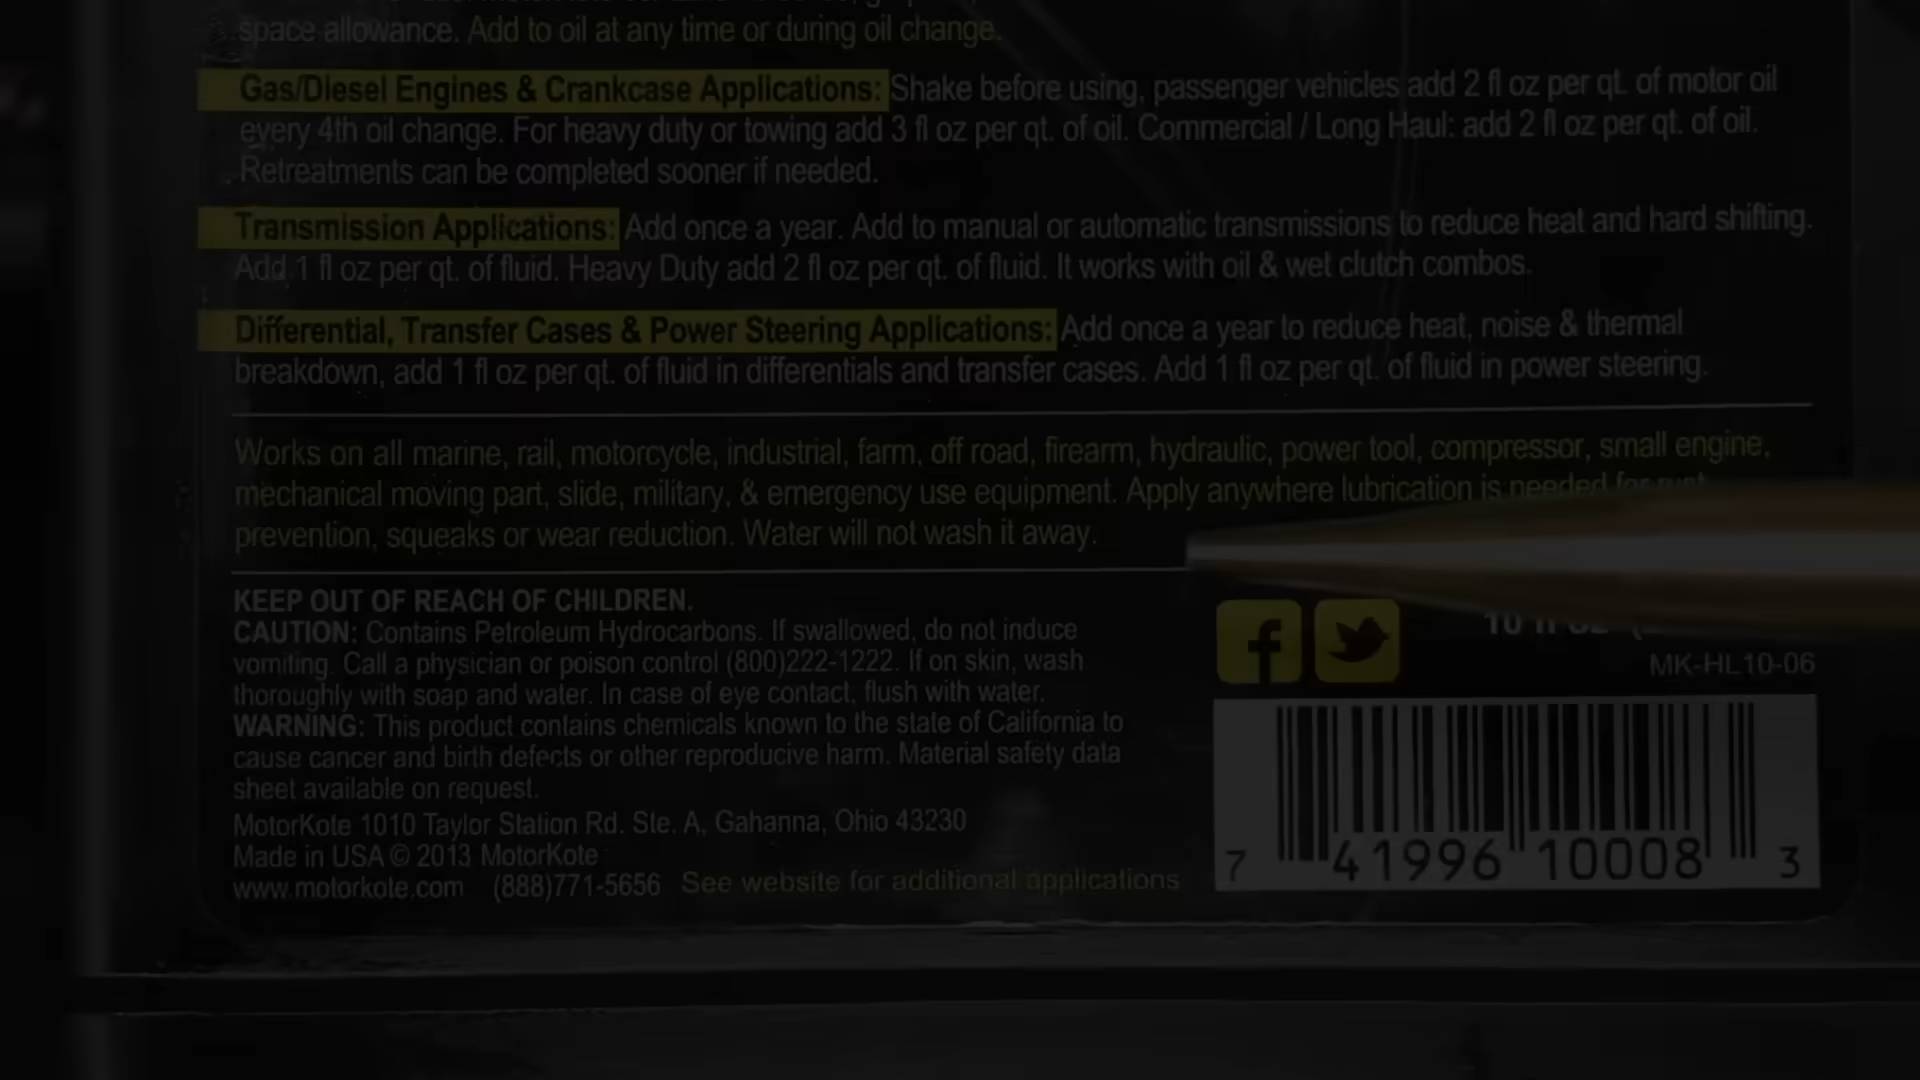 space allowance. Add to oil at any time or during oil change.
Gas/Diesel Engines & Crankcase Applications: Shake before using, passenger vehicles add 2 fl oz per qt. of motor oil
every 4th oil change. For heavy duty or towing add 3 fl oz per qt. of oil. Commercial / Long Haul: add 2 fl oz per qt. of oil.
Retreatments can be completed sooner if needed.
Transmission Applications: Add once a year. Add to manual or automatic transmissions to reduce heat and hard shifting.
Add 1 fl oz per qt. of fluid. Heavy Duty add 2 fl oz per qt. of fluid. It works with oil & wet clutch combos.
Differential, Transfer Cases & Power Steering Applications: Add once a year to reduce heat, noise & thermal
breakdown, add 1 fl oz per qt. of fluid in differentials and transfer cases. Add 1 fl oz per qt. of fluid in power steering.
Works on all marine, rail, motorcycle, industrial, farm, off road, firearm, hydraulic, power tool, compressor, small engine,
mechanical moving part, slide, military, & emergency use equipment. Apply anywhere lubrication is needed for rust
prevention, squeaks or wear reduction. Water will not wash it away.
KEEP OUT OF REACH OF CHILDREN.
CAUTION: Contains Petroleum Hydrocarbons. If swallowed, do not induce
vomiting. Call a physician or poison control (800)222-1222. If on skin, wash
thoroughly with soap and water. In case of eye contact, flush with water.
WARNING: This product contains chemicals known to the state of California to
cause cancer and birth defects or other reproducive harm. Material safety data
sheet available on request.
MotorKote 1010 Taylor Station Rd. Ste. A, Gahanna, Ohio 43230
Made in USA © 2013 MotorKote
www.motorkote.com (888)771-5656 See website for additional applications
MK-HL10-06
7 41996 10008 3